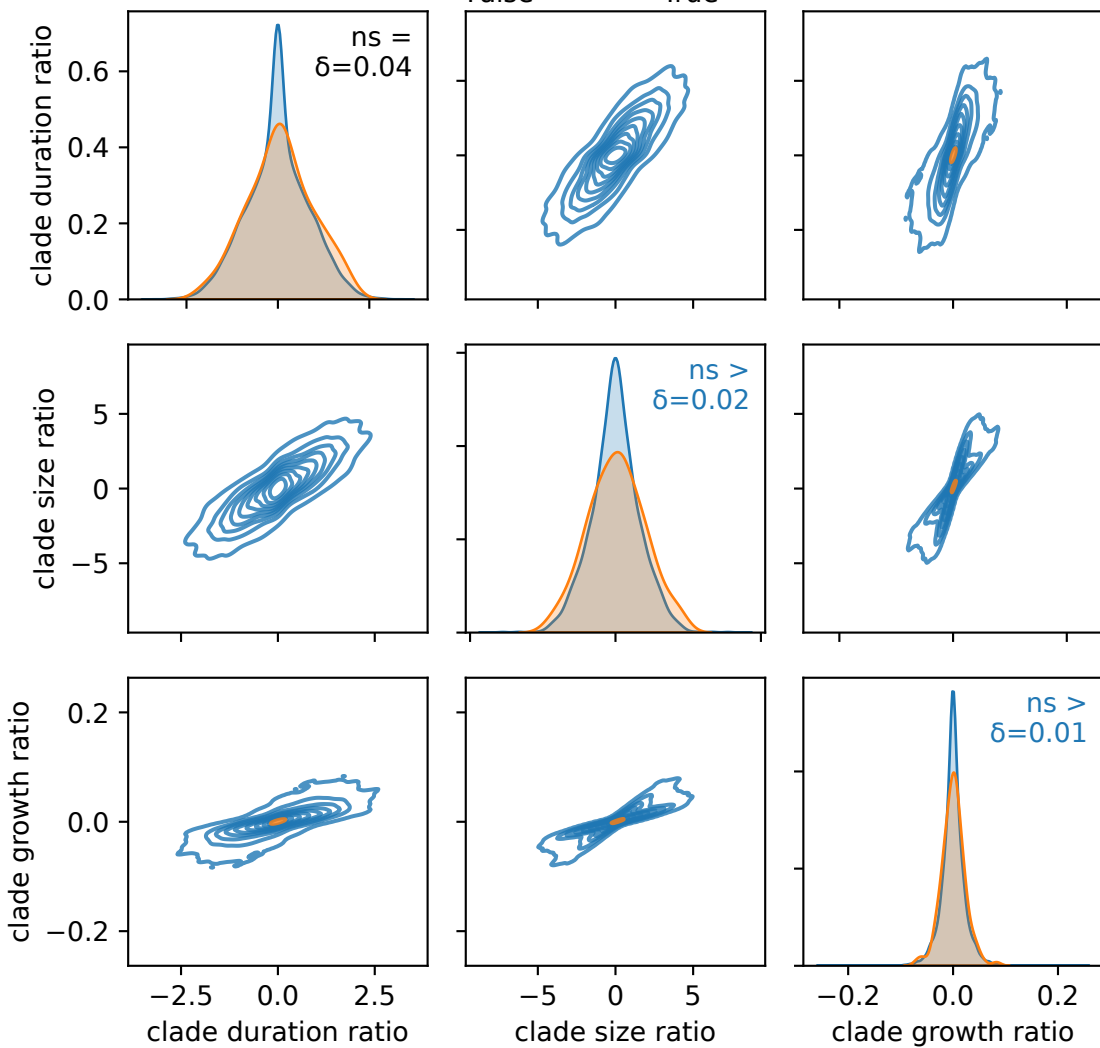 clade duration ratio
0.6
0.4
0.2
0.0
ns =
δ=0.04
clade size ratio
5
0
−5
ns >
δ=0.02
clade growth ratio
0.2
0.0
−0.2
ns >
δ=0.01
−2.5 0.0 2.5
−5 0 5
−0.2 0.0 0.2
clade duration ratio
clade size ratio
clade growth ratio